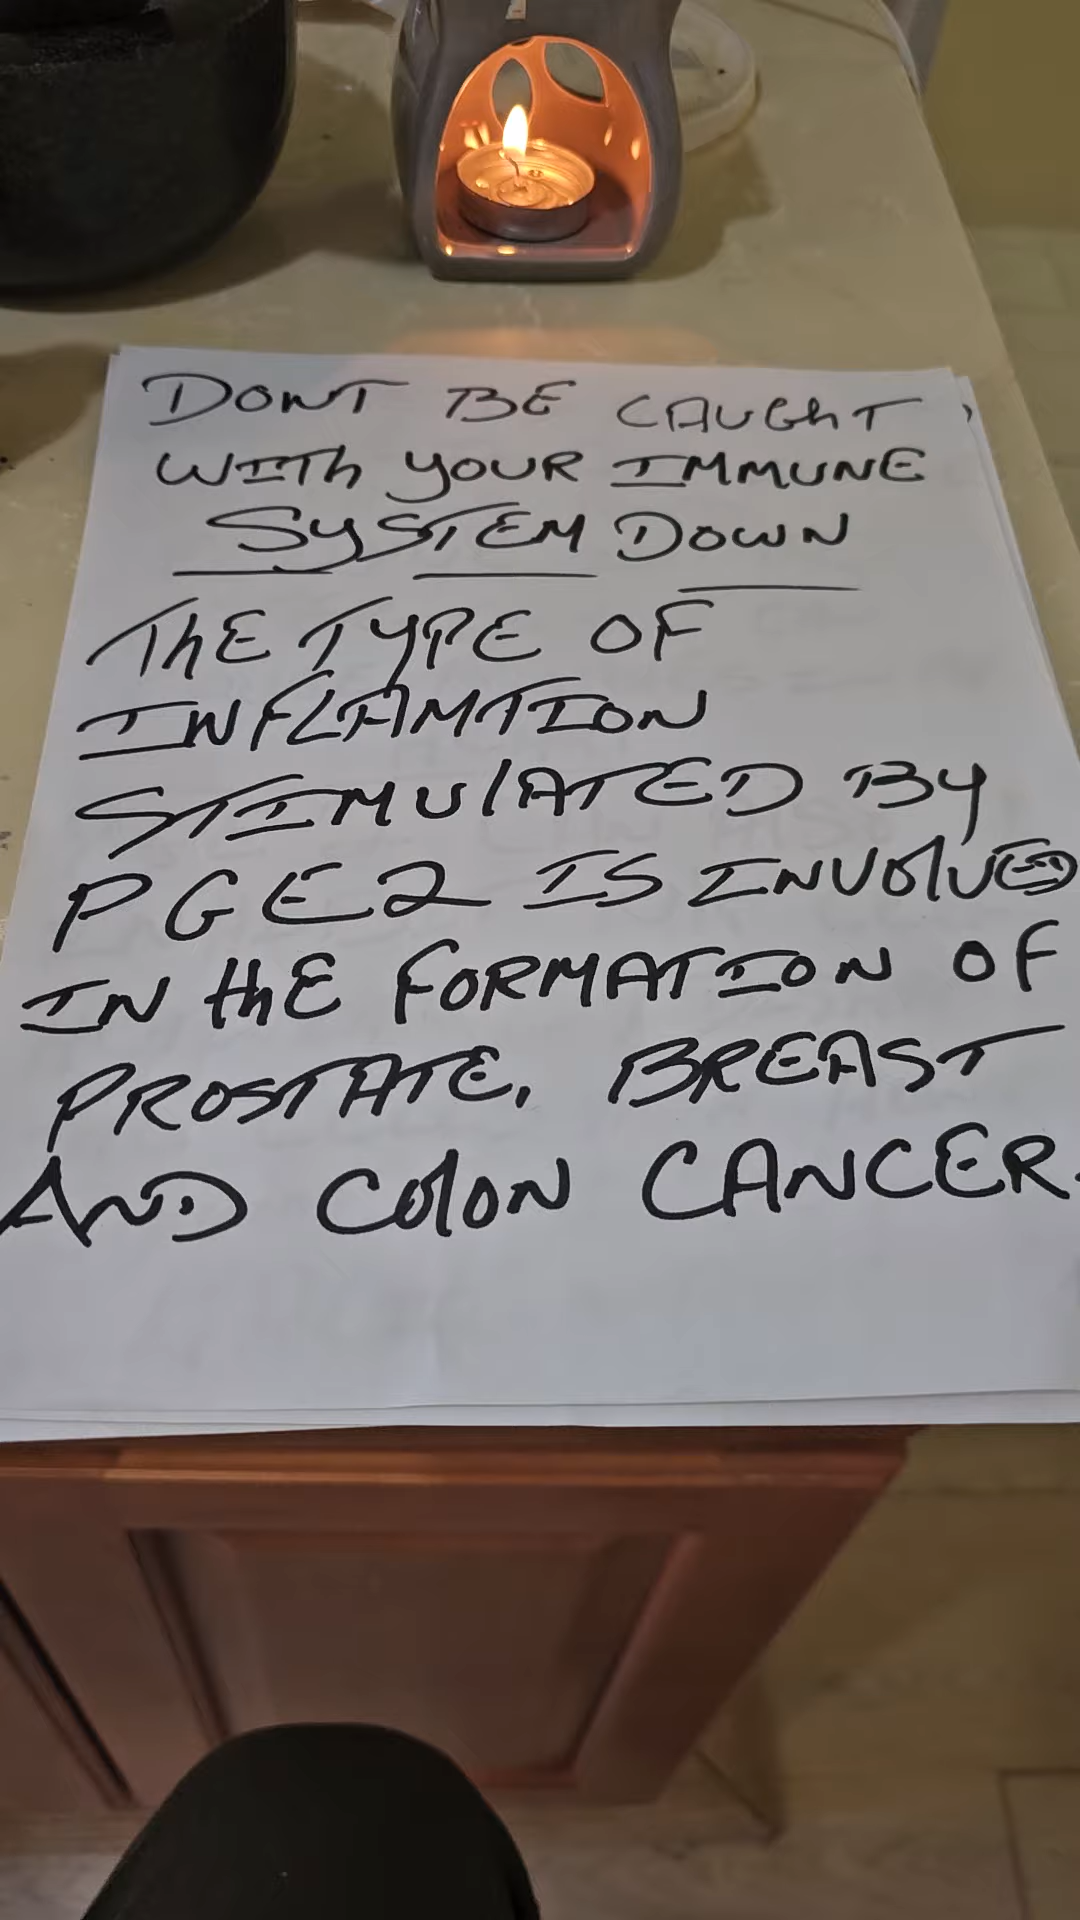 DONT BE CAUGHT
WITH YOUR IMMUNE
SYSTEM DOWN
THE TYPE OF
INFLAMTION
STIMULATED BY
PGE2 IS INVOLVED
IN THE FORMATION OF
PROSTATE, BREAST
AND COLON CANCER.